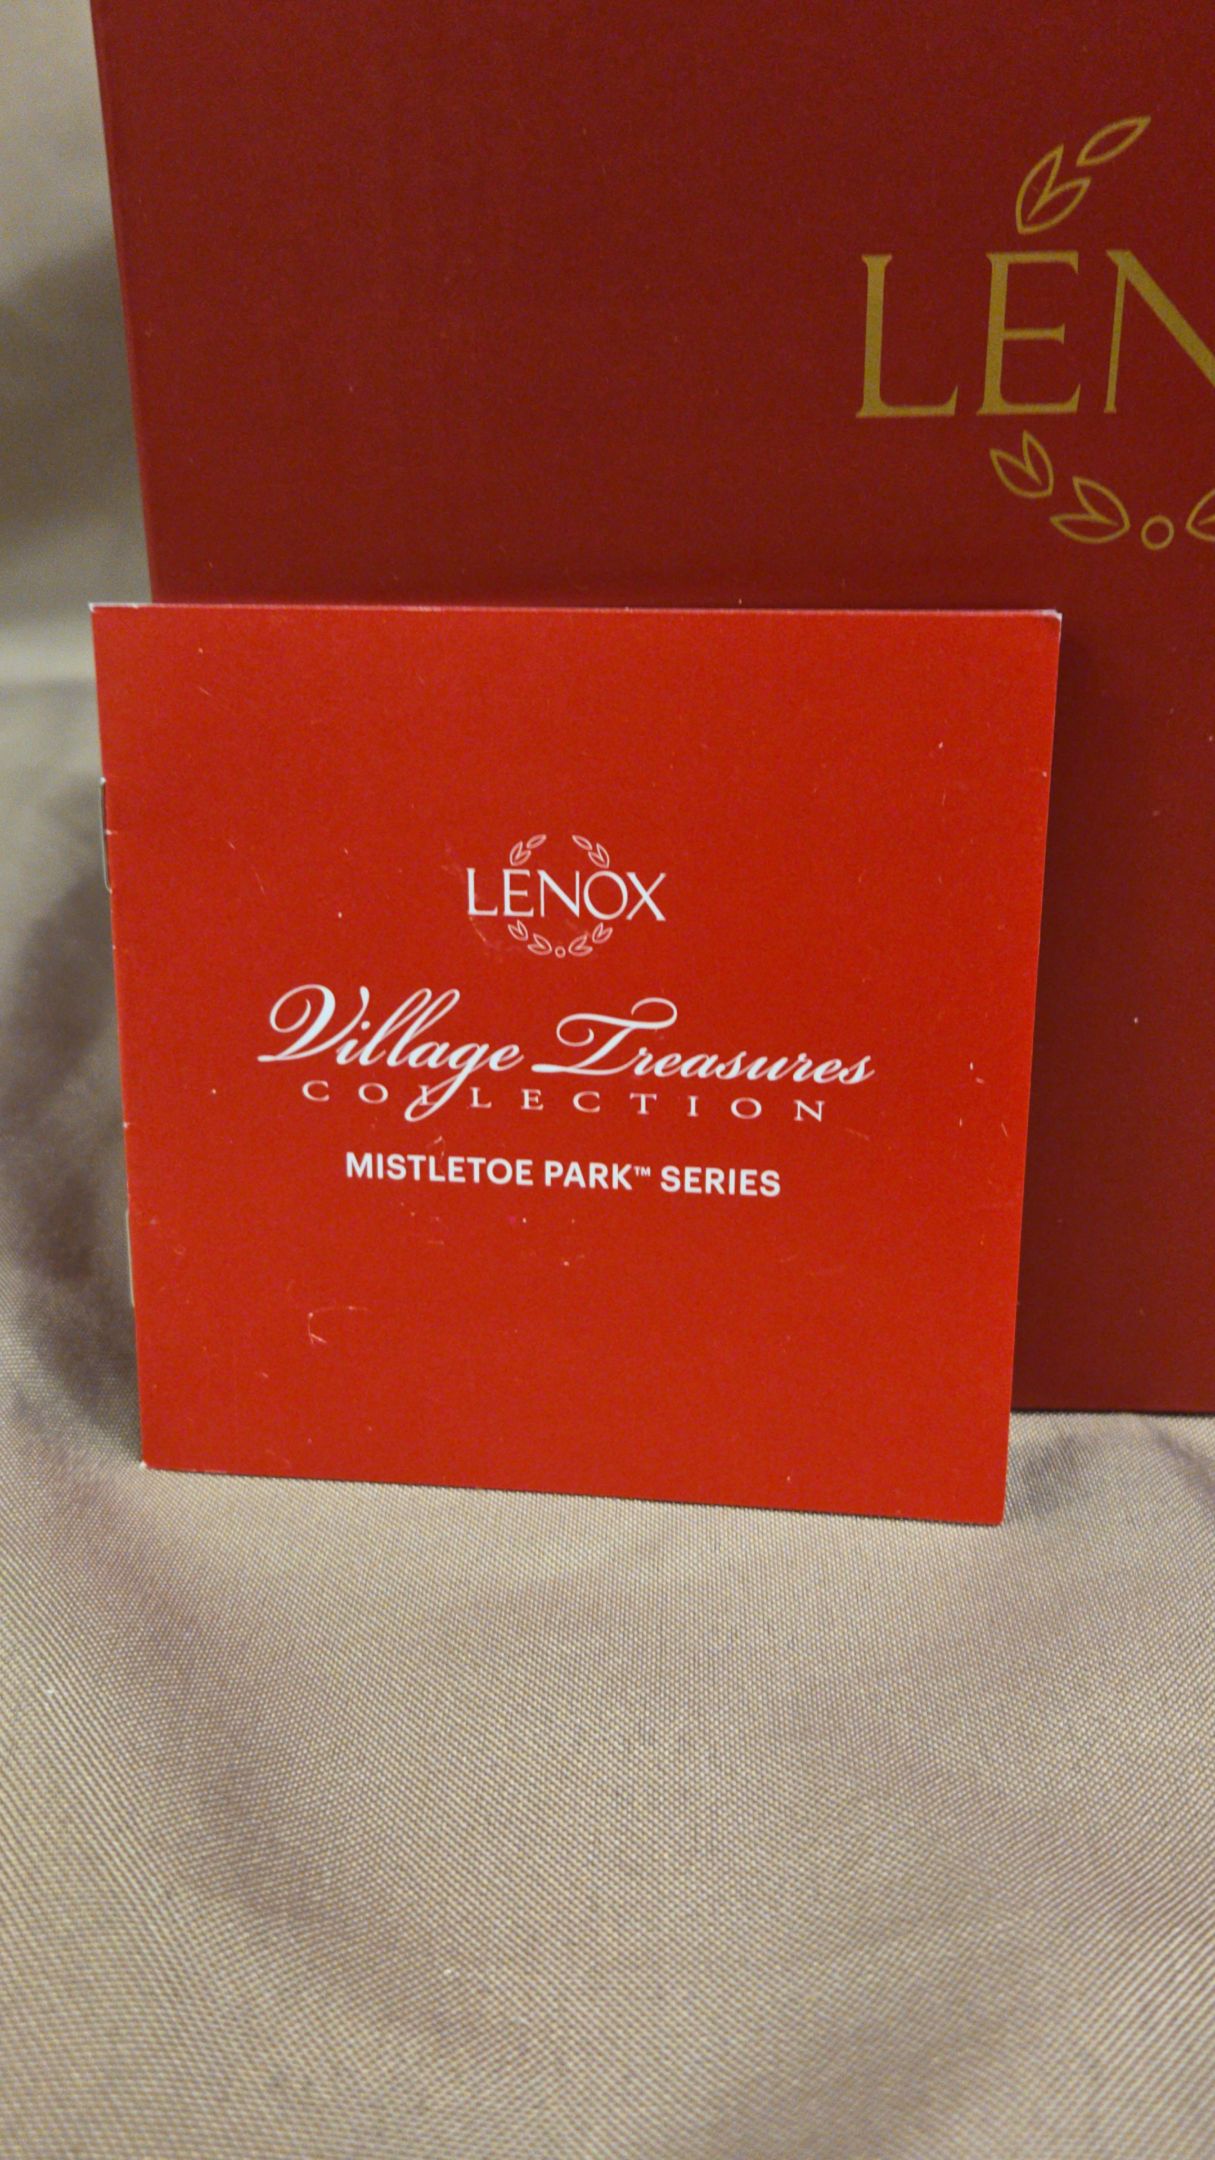 LEN
LENOX
Village Treasures
COLLECTION
MISTLETOE PARK™ SERIES